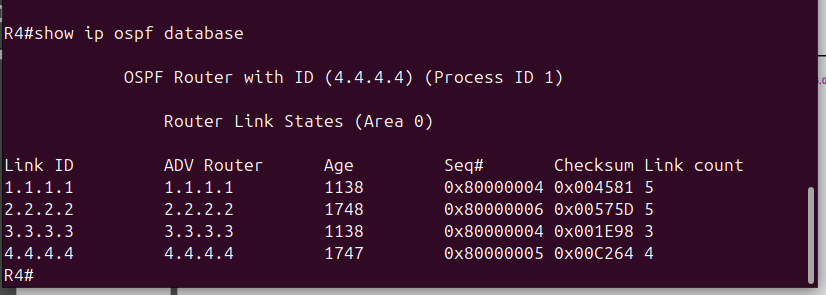 R4#show ip ospf database
OSPF Router with ID (4.4.4.4) (Process ID 1)
Router Link States (Area 0)
Link ID ADV Router Age Seq# Checksum Link count
1.1.1.1 1.1.1.1 1138 0x80000004 0x004581 5
2.2.2.2 2.2.2.2 1748 0x80000006 0x00575D 5
3.3.3.3 3.3.3.3 1138 0x80000004 0x001E98 3
4.4.4.4 4.4.4.4 1747 0x80000005 0x00C264 4
R4#